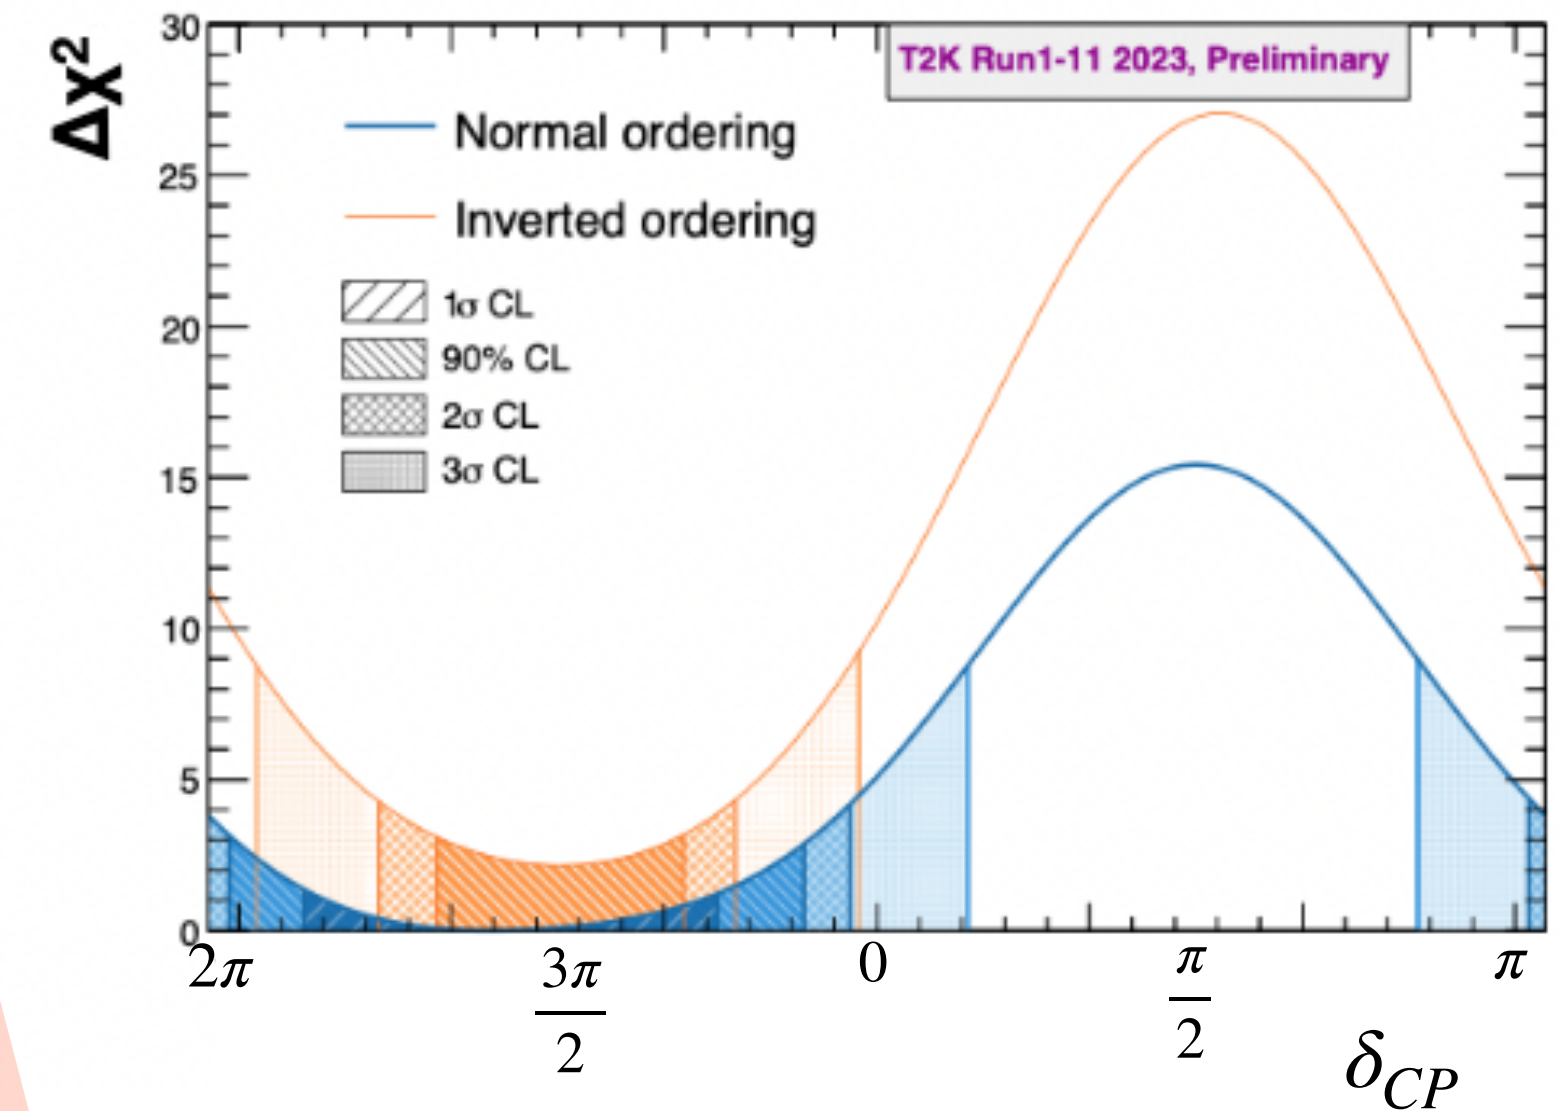 Δχ²
30
25
20
15
10
5
0
T2K Run1-11 2023, Preliminary
Normal ordering
Inverted ordering
1σ CL
90% CL
2σ CL
3σ CL
2π
3π
2
0
π
2
π
δCP